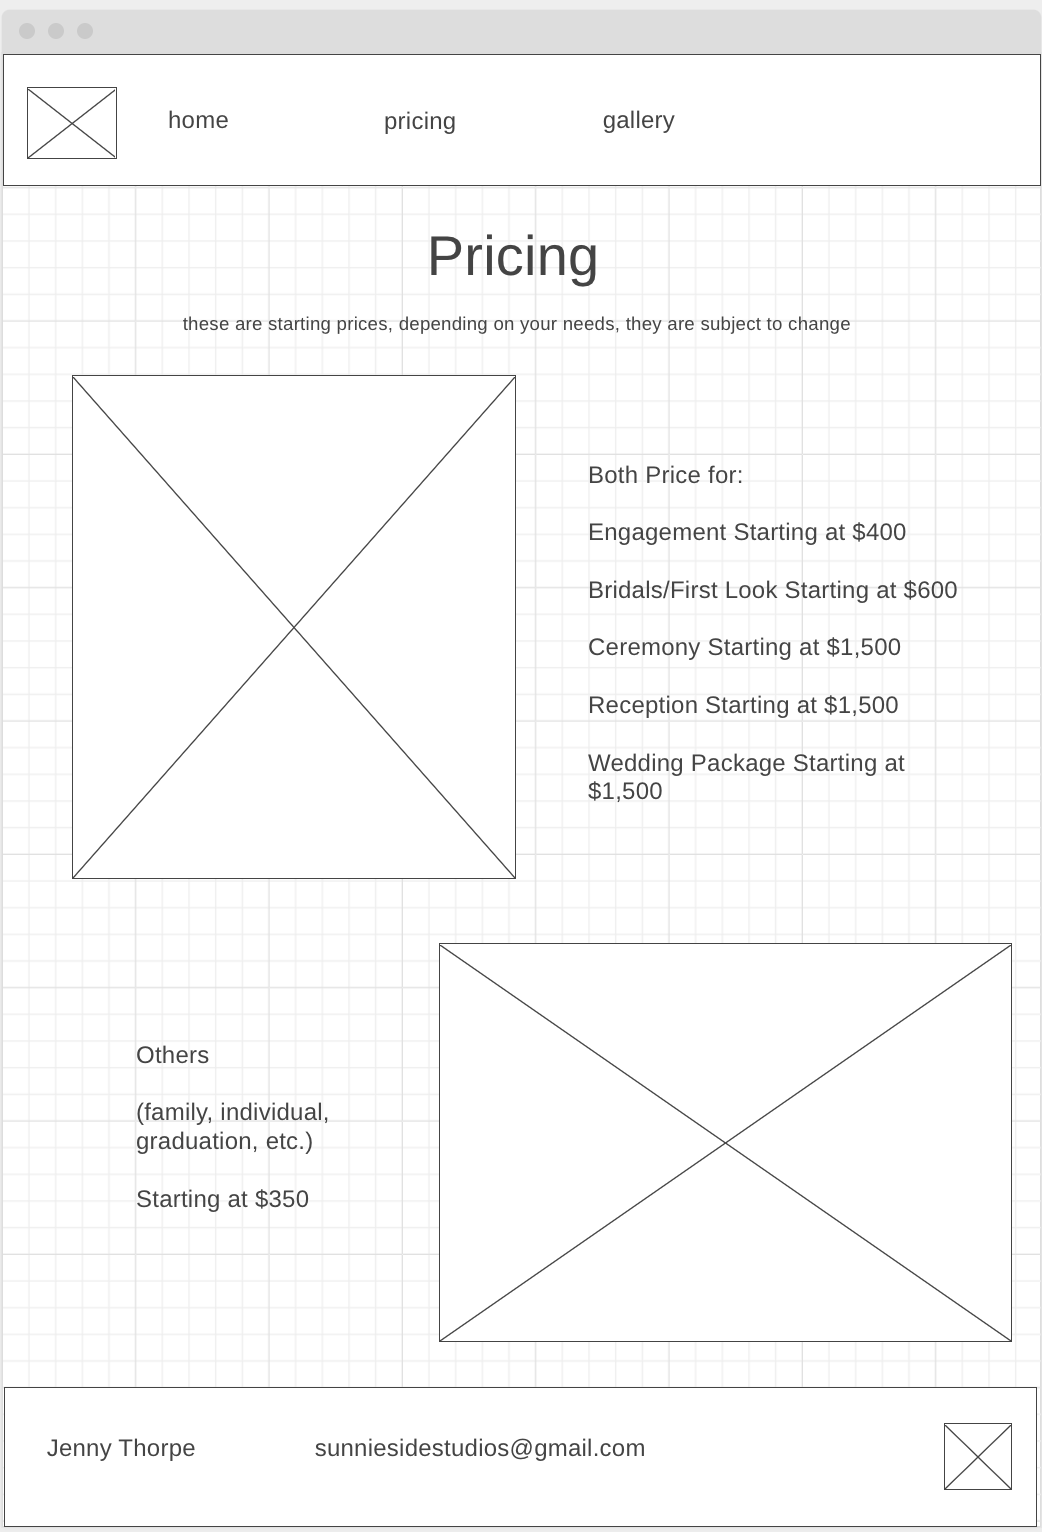 home pricing gallery
Pricing
these are starting prices, depending on your needs, they are subject to change
Both Price for:
Engagement Starting at $400
Bridals/First Look Starting at $600
Ceremony Starting at $1,500
Reception Starting at $1,500
Wedding Package Starting at
$1,500
Others
(family, individual,
graduation, etc.)
Starting at $350
Jenny Thorpe sunniesidestudios@gmail.com